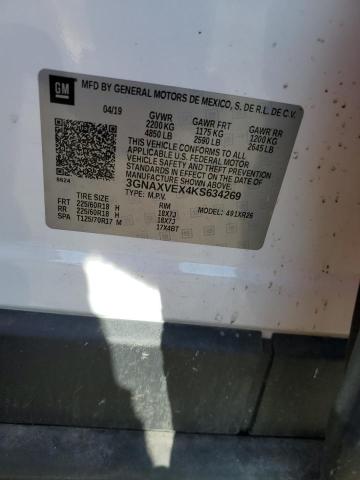 GM
MFD BY GENERAL MOTORS DE MEXICO, S. DE R.L. DE C.V.
04/19 GVWR GAWR FRT GAWR RR
2200 KG 1175 KG 1200 KG
4850 LB 2590 LB 2645 LB
THIS VEHICLE CONFORMS TO ALL
APPLICABLE U.S. FEDERAL MOTOR VEHICLE
SAFETY, BUMPER, AND THEFT PREVENTION
STANDARDS IN EFFECT ON THE DATE OF
MANUFACTURE SHOWN ABOVE.
3GNAXVEX4KS634269
TYPE: M.P.V. MODEL: 491XR26
TIRE SIZE RIM
FRT 225/60R18 H 18X7J
RR 225/60R18 H 18X7J
SPA T125/70R17 M 17X4BT